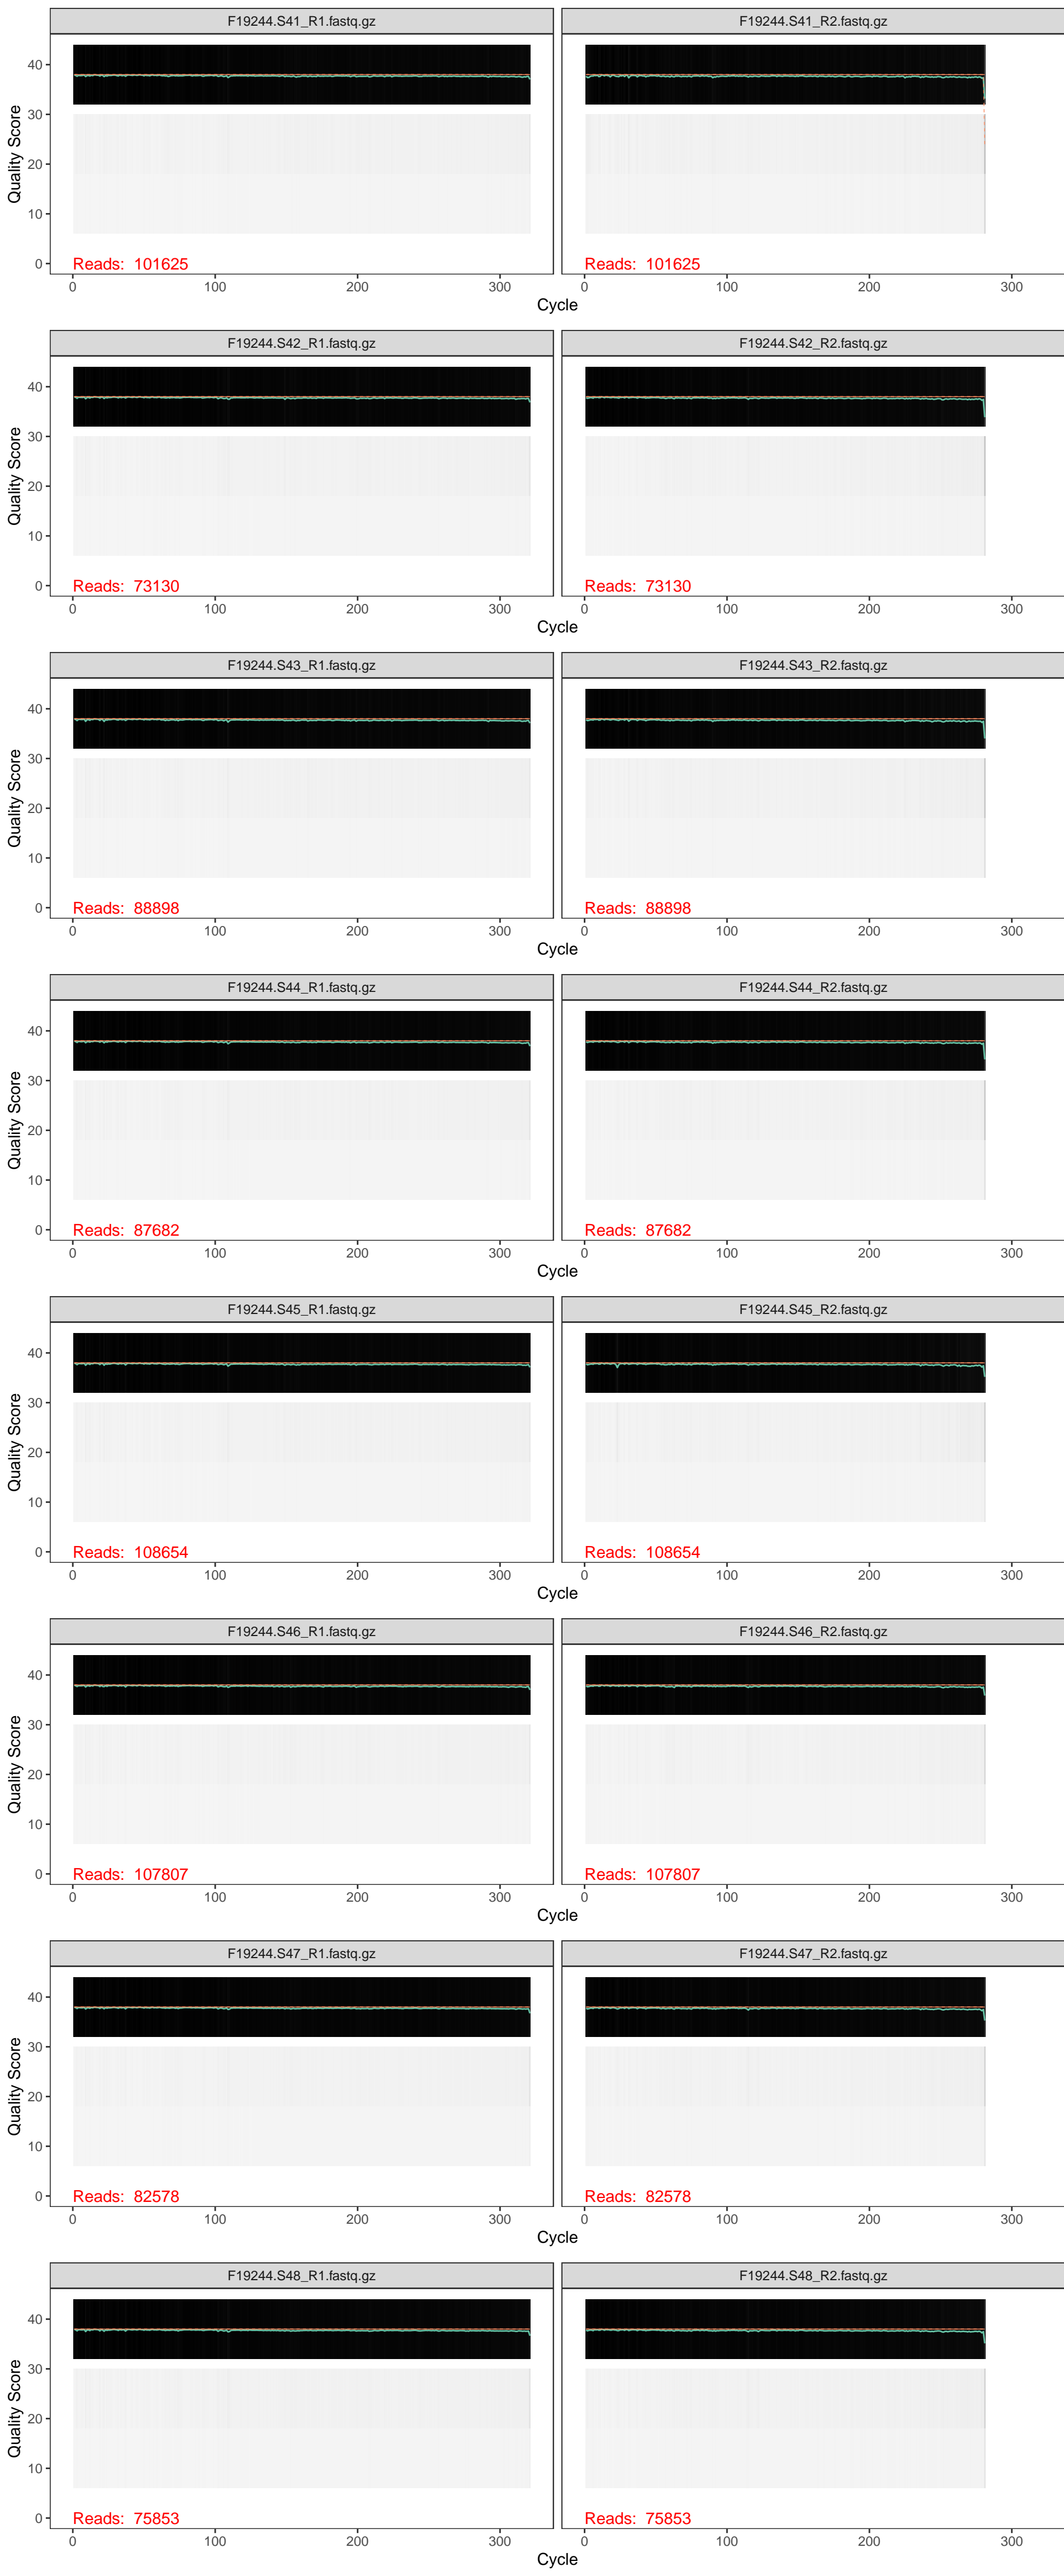 F19244.S41_R1.fastq.gz F19244.S41_R2.fastq.gz
Quality Score
40
30
20
10
0
Reads: 101625 Reads: 101625
0 100 200 300 0 100 200 300
Cycle
F19244.S42_R1.fastq.gz F19244.S42_R2.fastq.gz
Quality Score
40
30
20
10
0
Reads: 73130 Reads: 73130
0 100 200 300 0 100 200 300
Cycle
F19244.S43_R1.fastq.gz F19244.S43_R2.fastq.gz
Quality Score
40
30
20
10
0
Reads: 88898 Reads: 88898
0 100 200 300 0 100 200 300
Cycle
F19244.S44_R1.fastq.gz F19244.S44_R2.fastq.gz
Quality Score
40
30
20
10
0
Reads: 87682 Reads: 87682
0 100 200 300 0 100 200 300
Cycle
F19244.S45_R1.fastq.gz F19244.S45_R2.fastq.gz
Quality Score
40
30
20
10
0
Reads: 108654 Reads: 108654
0 100 200 300 0 100 200 300
Cycle
F19244.S46_R1.fastq.gz F19244.S46_R2.fastq.gz
Quality Score
40
30
20
10
0
Reads: 107807 Reads: 107807
0 100 200 300 0 100 200 300
Cycle
F19244.S47_R1.fastq.gz F19244.S47_R2.fastq.gz
Quality Score
40
30
20
10
0
Reads: 82578 Reads: 82578
0 100 200 300 0 100 200 300
Cycle
F19244.S48_R1.fastq.gz F19244.S48_R2.fastq.gz
Quality Score
40
30
20
10
0
Reads: 75853 Reads: 75853
0 100 200 300 0 100 200 300
Cycle